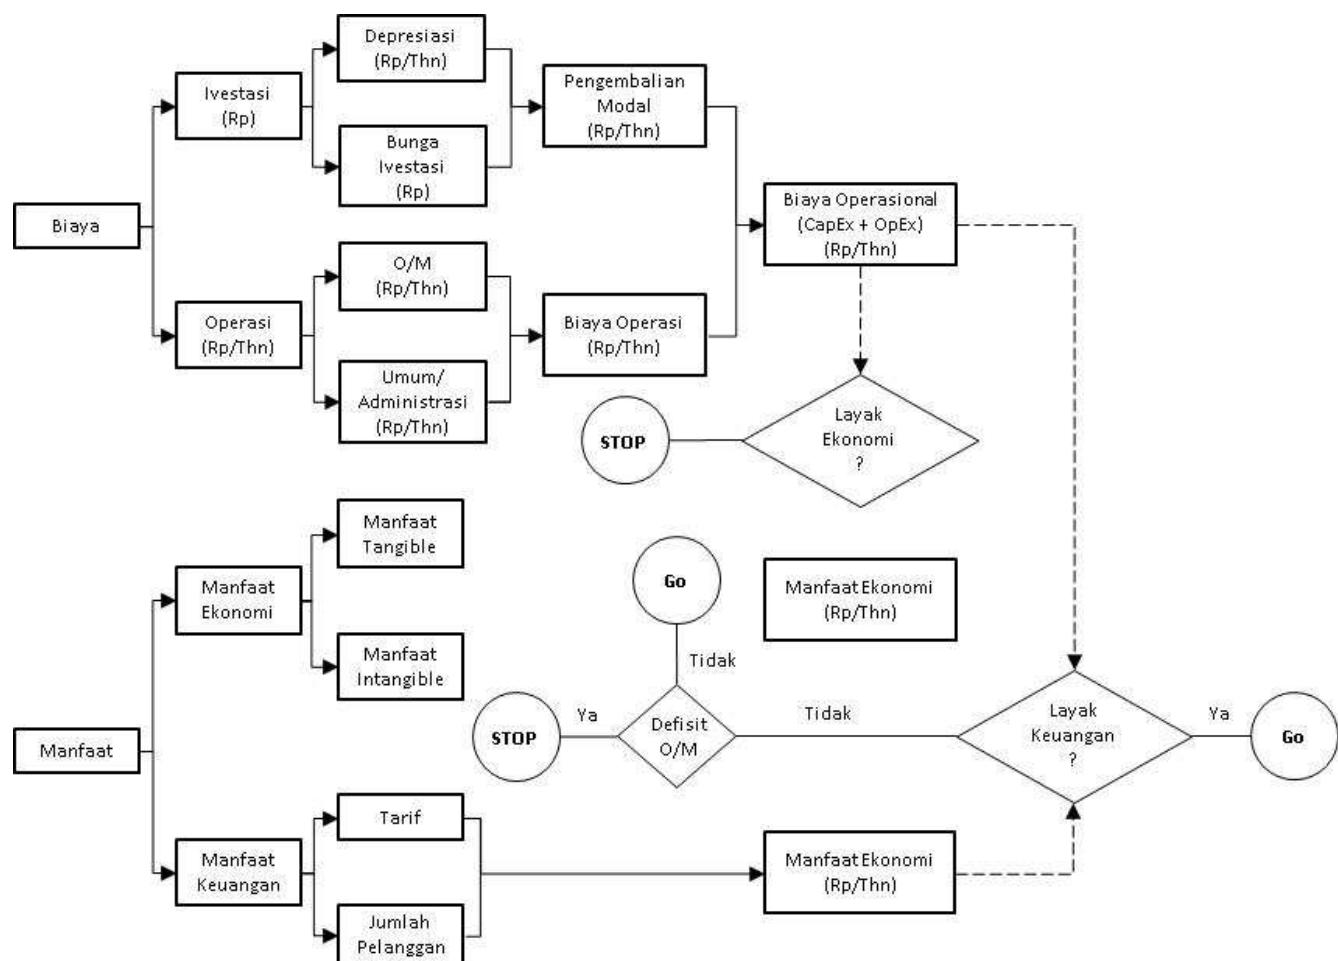 Depresiasi
(Rp/Thn)
Ivestasi
(Rp)
Pengembalian
Modal
(Rp/Thn)
Bunga
Ivestasi
(Rp)
Biaya
Biaya Operasional
(CapEx + OpEx)
(Rp/Thn)
O/M
(Rp/Thn)
Operasi
(Rp/Thn)
Biaya Operasi
(Rp/Thn)
Umum/
Administrasi
(Rp/Thn)
STOP
Layak
Ekonomi
?
Manfaat
Tangible
Manfaat
Ekonomi
Go
Manfaat Ekonomi
(Rp/Thn)
Manfaat
Intangible
Tidak
Manfaat
STOP
Ya
Defisit
O/M
Tidak
Layak
Keuangan
?
Ya
Go
Tarif
Manfaat
Keuangan
Manfaat Ekonomi
(Rp/Thn)
Jumlah
Pelanggan